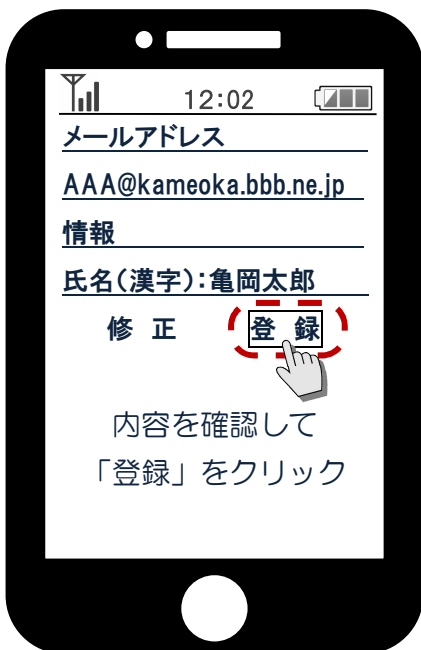 12:02
メールアドレス
AAA@kameoka.bbb.ne.jp
情報
氏名(漢字):亀岡太郎
修 正 登 録
内容を確認して
「登録」をクリック